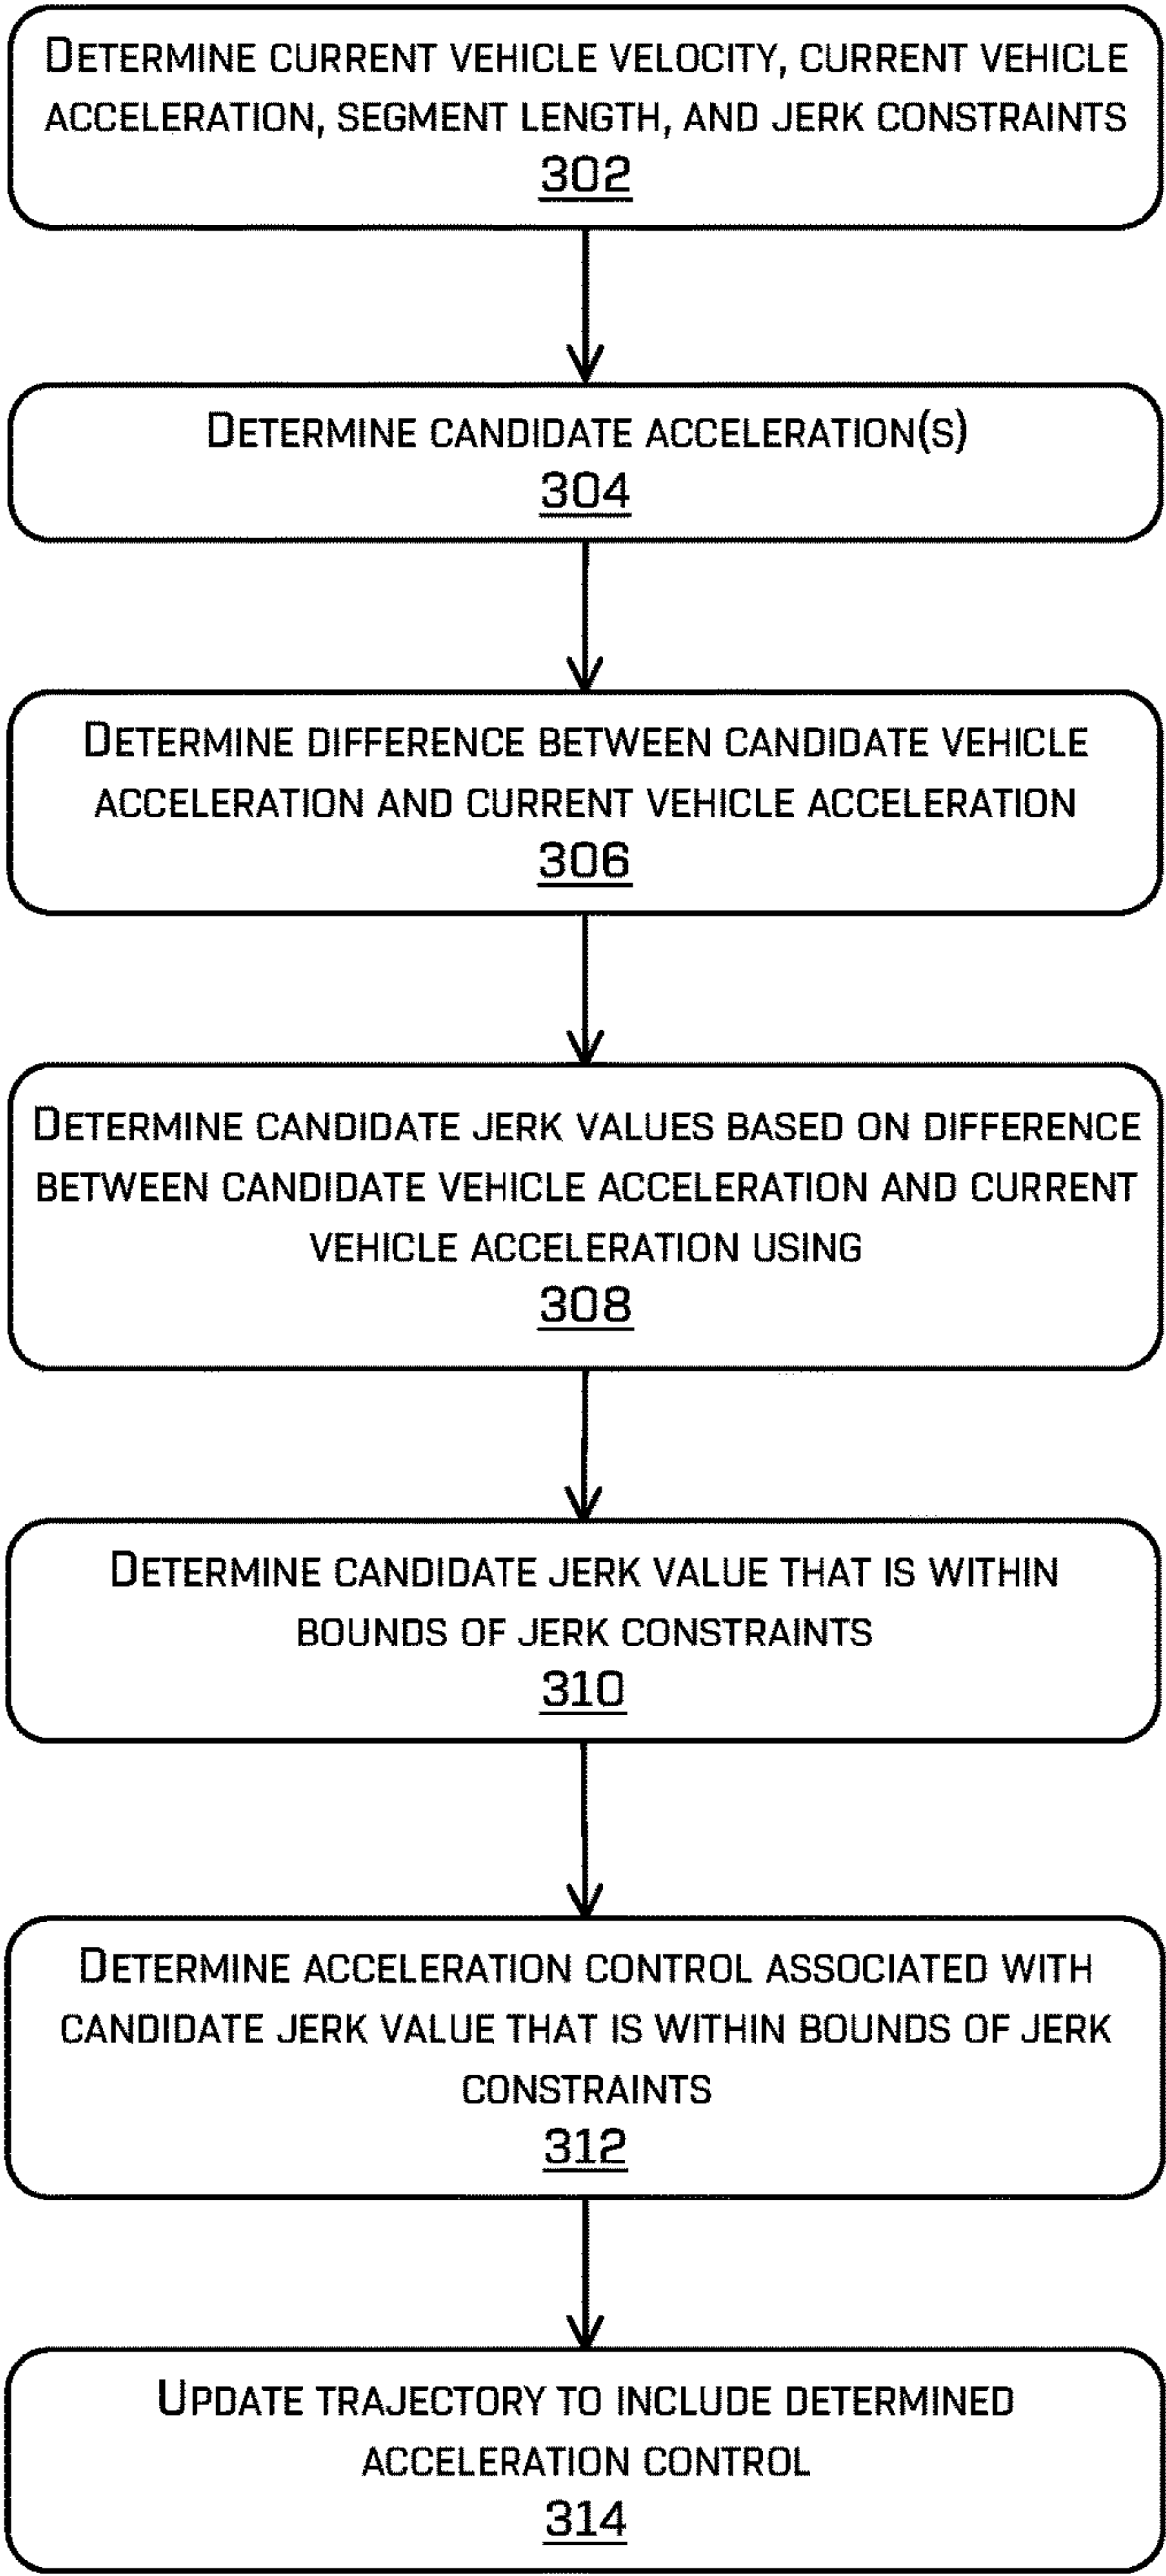 DETERMINE CURRENT VEHICLE VELOCITY, CURRENT VEHICLE
ACCELERATION, SEGMENT LENGTH, AND JERK CONSTRAINTS
302
DETERMINE CANDIDATE ACCELERATION(S)
304
DETERMINE DIFFERENCE BETWEEN CANDIDATE VEHICLE
ACCELERATION AND CURRENT VEHICLE ACCELERATION
306
DETERMINE CANDIDATE JERK VALUES BASED ON DIFFERENCE
BETWEEN CANDIDATE VEHICLE ACCELERATION AND CURRENT
VEHICLE ACCELERATION USING
308
DETERMINE CANDIDATE JERK VALUE THAT IS WITHIN
BOUNDS OF JERK CONSTRAINTS
310
DETERMINE ACCELERATION CONTROL ASSOCIATED WITH
CANDIDATE JERK VALUE THAT IS WITHIN BOUNDS OF JERK
CONSTRAINTS
312
UPDATE TRAJECTORY TO INCLUDE DETERMINED
ACCELERATION CONTROL
314